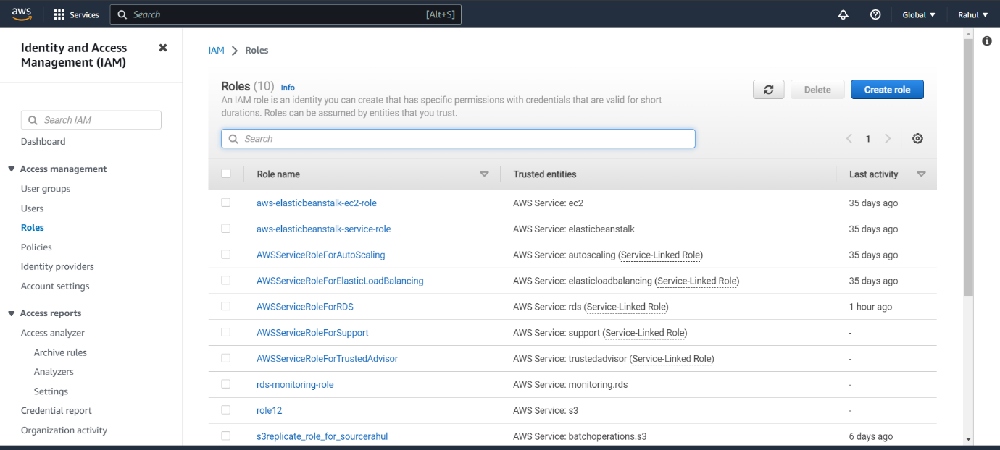 aws
Services
Search [Alt+S]
Global
Rahul
Identity and Access
Management (IAM)
Search IAM
Dashboard
Access management
User groups
Users
Roles
Policies
Identity providers
Account settings
Access reports
Access analyzer
Archive rules
Analyzers
Settings
Credential report
Organization activity
IAM > Roles
Roles (10) Info
An IAM role is an identity you can create that has specific permissions with credentials that are valid for short
durations. Roles can be assumed by entities that you trust.
Delete
Create role
Search
1
Role name Trusted entities Last activity
aws-elasticbeanstalk-ec2-role AWS Service: ec2 35 days ago
aws-elasticbeanstalk-service-role AWS Service: elasticbeanstalk 35 days ago
AWSServiceRoleForAutoScaling AWS Service: autoscaling (Service-Linked Role) 35 days ago
AWSServiceRoleForElasticLoadBalancing AWS Service: elasticloadbalancing (Service-Linked Role) 35 days ago
AWSServiceRoleForRDS AWS Service: rds (Service-Linked Role) 1 hour ago
AWSServiceRoleForSupport AWS Service: support (Service-Linked Role) -
AWSServiceRoleForTrustedAdvisor AWS Service: trustedadvisor (Service-Linked Role) -
rds-monitoring-role AWS Service: monitoring.rds -
role12 AWS Service: s3 -
s3replicate_role_for_sourcerahul AWS Service: batchoperations.s3 6 days ago